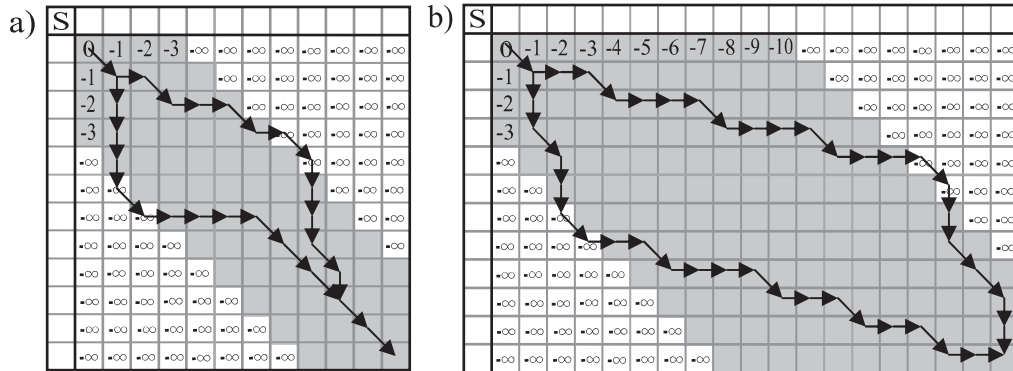 a)
S
0 -1 -2 -3 -∞ -∞ -∞ -∞ -∞ -∞ -∞ -∞
-1 -∞ -∞ -∞ -∞ -∞ -∞ -∞
-2 -∞ -∞ -∞ -∞ -∞ -∞
-3 -∞ -∞ -∞ -∞ -∞
-∞ -∞ -∞ -∞ -∞
-∞ -∞ -∞ -∞ -∞
-∞ -∞ -∞ -∞ -∞
-∞ -∞ -∞ -∞ -∞
-∞ -∞ -∞ -∞ -∞
-∞ -∞ -∞ -∞ -∞ -∞
-∞ -∞ -∞ -∞ -∞ -∞ -∞
-∞ -∞ -∞ -∞ -∞ -∞ -∞ -∞
b)
S
0 -1 -2 -3 -4 -5 -6 -7 -8 -9 -10 -∞ -∞ -∞ -∞ -∞ -∞ -∞ -∞
-1 -∞ -∞ -∞ -∞ -∞ -∞ -∞
-2 -∞ -∞ -∞ -∞ -∞ -∞
-3 -∞ -∞ -∞ -∞ -∞
-∞ -∞ -∞ -∞ -∞
-∞ -∞ -∞ -∞ -∞
-∞ -∞ -∞ -∞ -∞
-∞ -∞ -∞ -∞ -∞
-∞ -∞ -∞ -∞ -∞
-∞ -∞ -∞ -∞ -∞ -∞
-∞ -∞ -∞ -∞ -∞ -∞ -∞
-∞ -∞ -∞ -∞ -∞ -∞ -∞ -∞